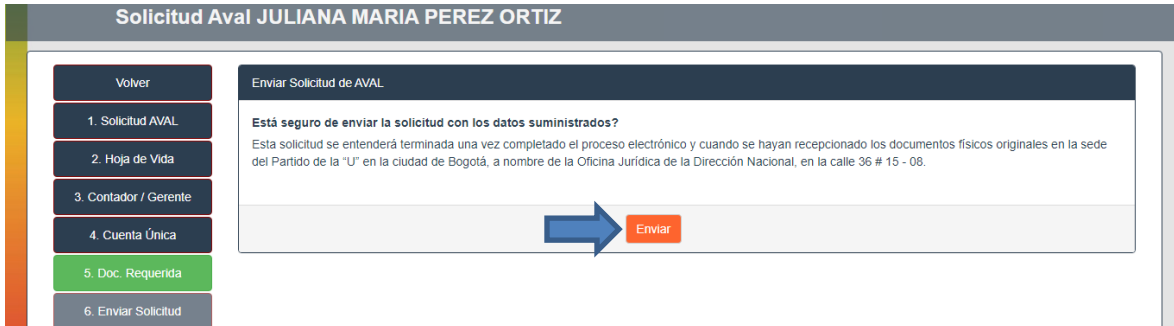 Solicitud Aval JULIANA MARIA PEREZ ORTIZ
Volver
1. Solicitud AVAL
2. Hoja de Vida
3. Contador / Gerente
4. Cuenta Única
5. Doc. Requerida
6. Enviar Solicitud
Enviar Solicitud de AVAL
Está seguro de enviar la solicitud con los datos suministrados?
Esta solicitud se entenderá terminada una vez completado el proceso electrónico y cuando se hayan recepcionado los documentos físicos originales en la sede
del Partido de la “U” en la ciudad de Bogotá, a nombre de la Oficina Jurídica de la Dirección Nacional, en la calle 36 # 15 - 08.
Enviar